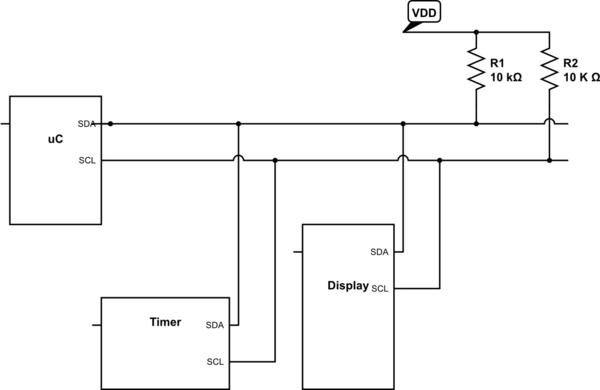 VDD
R1
10 kΩ
R2
10 K Ω
SDA
uC
SCL
SDA
Display
SCL
Timer
SDA
SCL